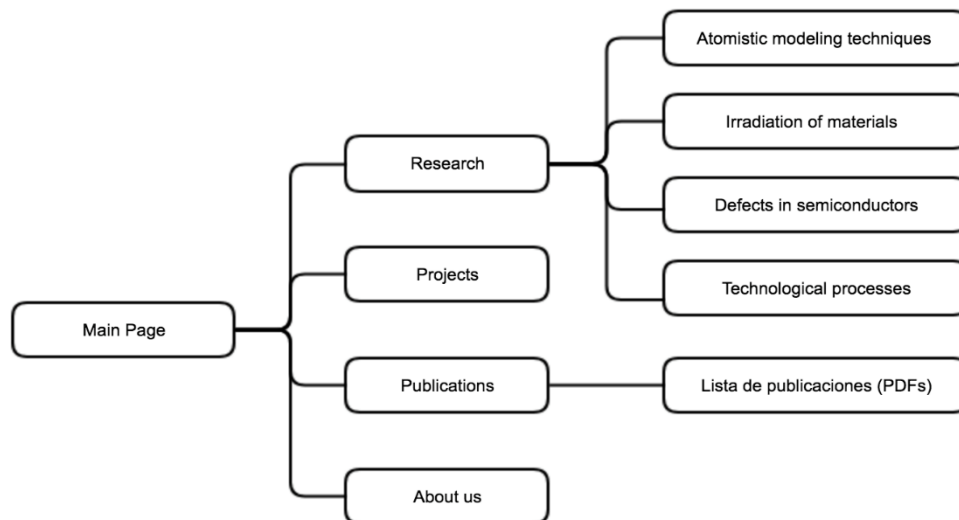 Main Page
Research
Projects
Publications
About us
Atomistic modeling techniques
Irradiation of materials
Defects in semiconductors
Technological processes
Lista de publicaciones (PDFs)